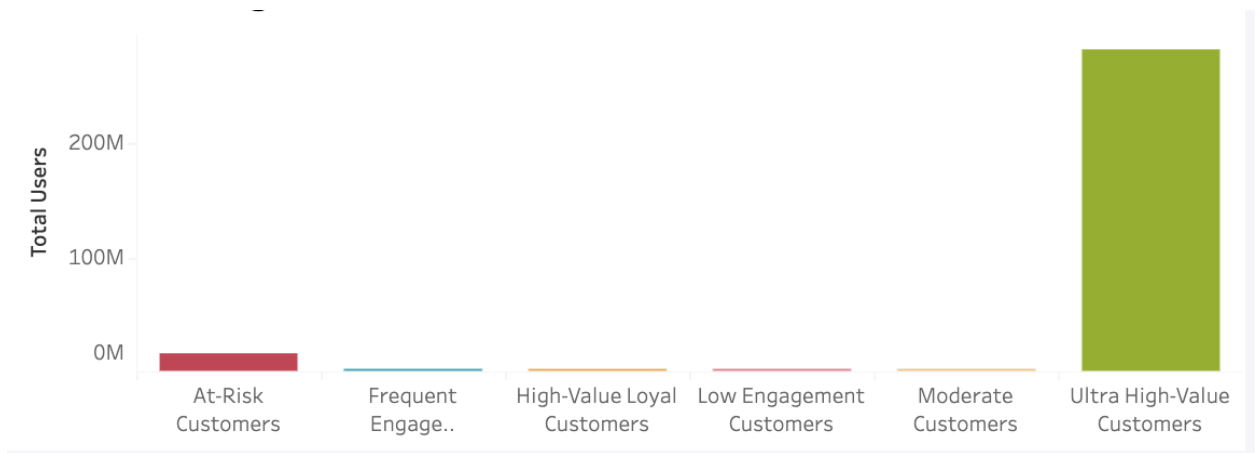 Total Users
200M
100M
0M
At-Risk
Customers
Frequent
Engage..
High-Value Loyal
Customers
Low Engagement
Customers
Moderate
Customers
Ultra High-Value
Customers